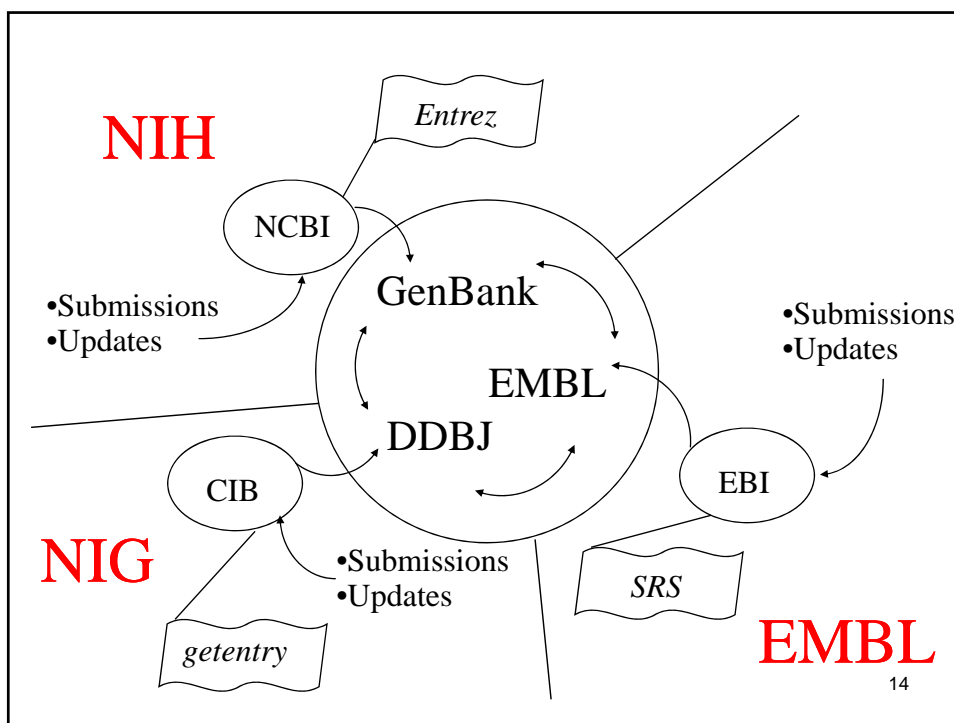 Entrez
NIH
NCBI
GenBank
•Submissions
•Updates
•Submissions
•Updates
EMBL
DDBJ
CIB
EBI
NIG
•Submissions
•Updates
SRS
getentry
EMBL
14